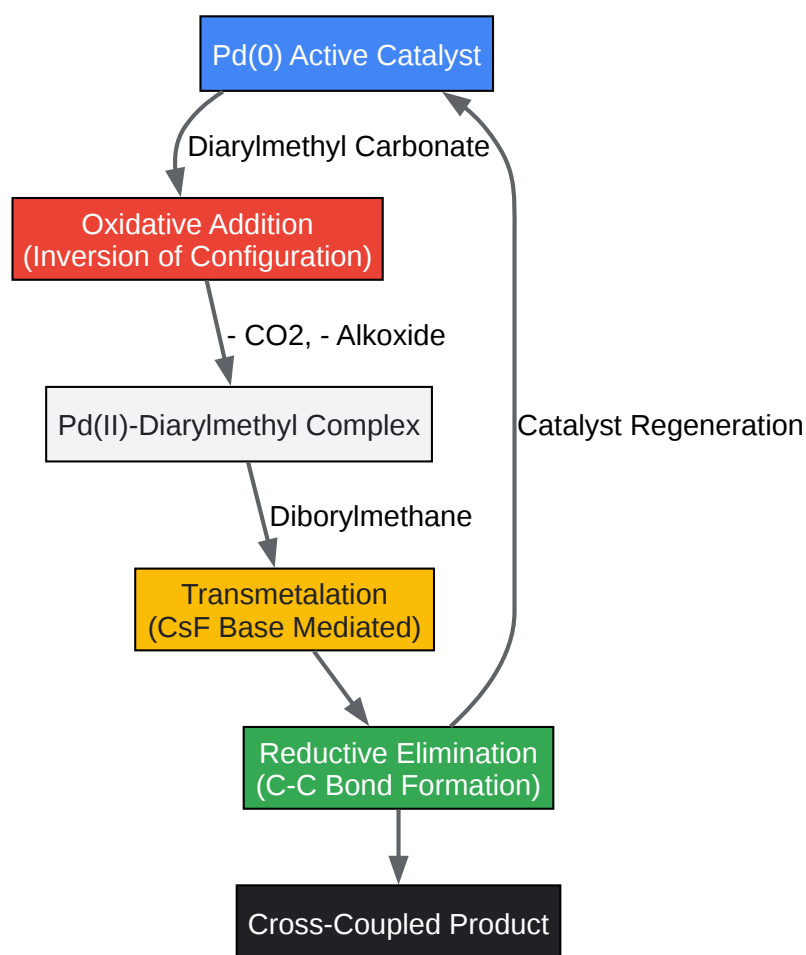 Pd(0) Active Catalyst
Diarylmethyl Carbonate
Oxidative Addition
(Inversion of Configuration)
- CO2, - Alkoxide
Pd(II)-Diarylmethyl Complex
Catalyst Regeneration
Diborylmethane
Transmetalation
(CsF Base Mediated)
Reductive Elimination
(C-C Bond Formation)
Cross-Coupled Product